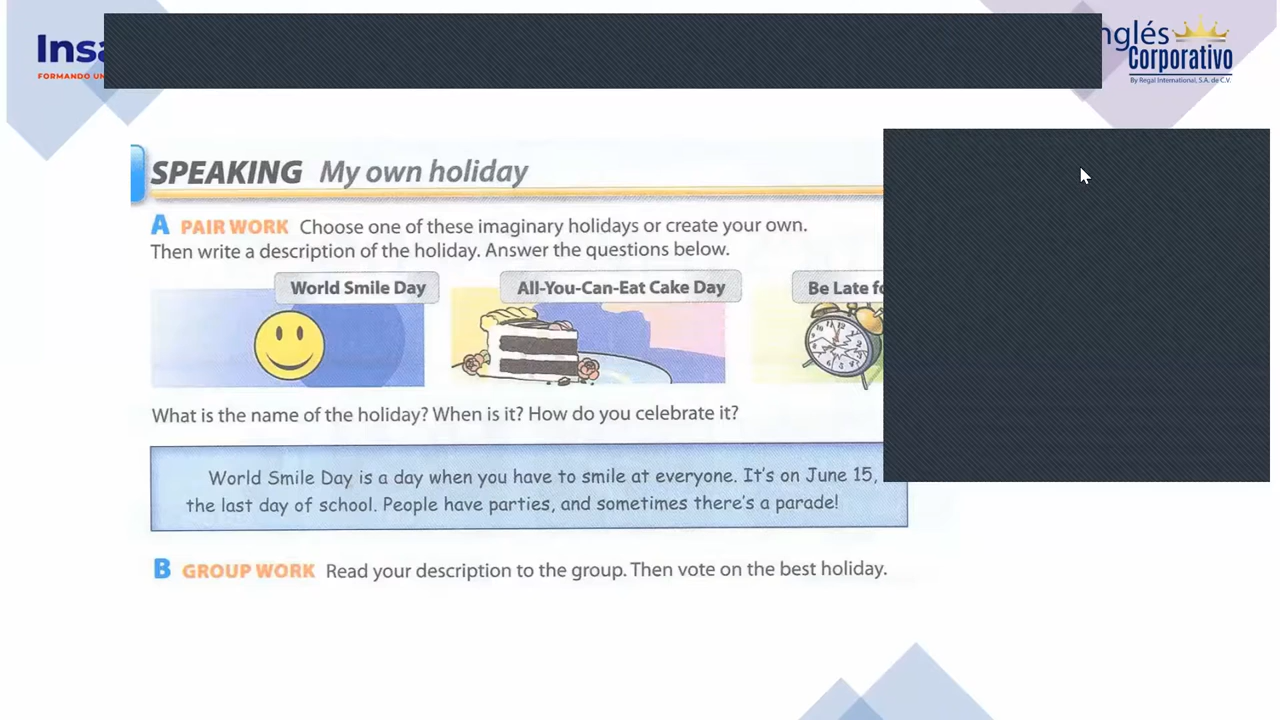 Inglés
Corporativo
FORMANDO
By Regal International, S.A. de C.V.
SPEAKING My own holiday
A PAIR WORK Choose one of these imaginary holidays or create your own.
Then write a description of the holiday. Answer the questions below.
World Smile Day
All-You-Can-Eat Cake Day
Be Late
What is the name of the holiday? When is it? How do you celebrate it?
World Smile Day is a day when you have to smile at everyone. It's on June 15,
the last day of school. People have parties, and sometimes there's a parade!
B GROUP WORK Read your description to the group. Then vote on the best holiday.